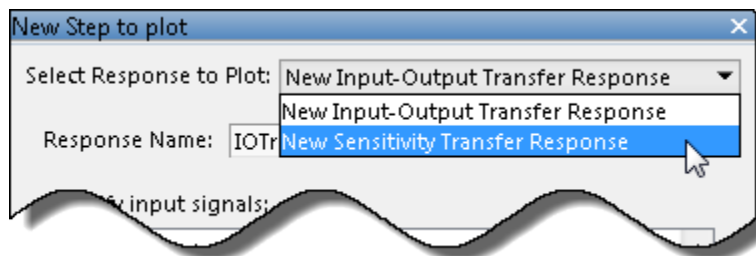 New Step to plot
Select Response to Plot: New Input-Output Transfer Response
New Input-Output Transfer Response
Response Name: IOTr New Sensitivity Transfer Response
input signals: